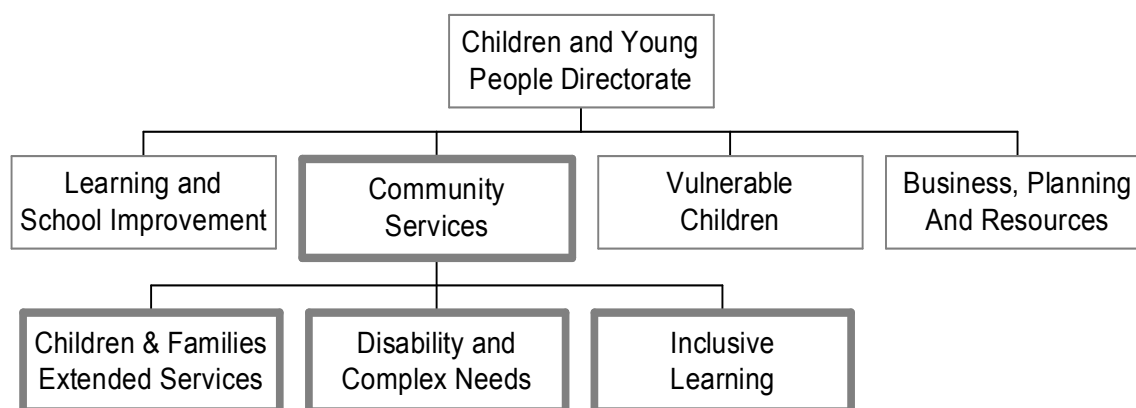 Children and Young
People Directorate
Learning and
School Improvement
Community
Services
Vulnerable
Children
Business, Planning
And Resources
Children & Families
Extended Services
Disability and
Complex Needs
Inclusive
Learning